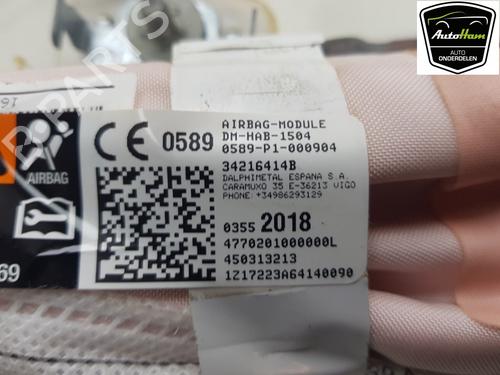 AutoHam
AUTO
ONDERDELEN
AIRBAG-MODULE
DM-HAB-1504
CE 0589
0589-P1-000904
34216414B
DALPHIMETAL ESPANA S.A.
CARAMUXO 35 E-36213 VIGO
PHONE: +34986293129
AIRBAG
0355 2018
4770201000000L
450313213
1Z17223A64140090
69